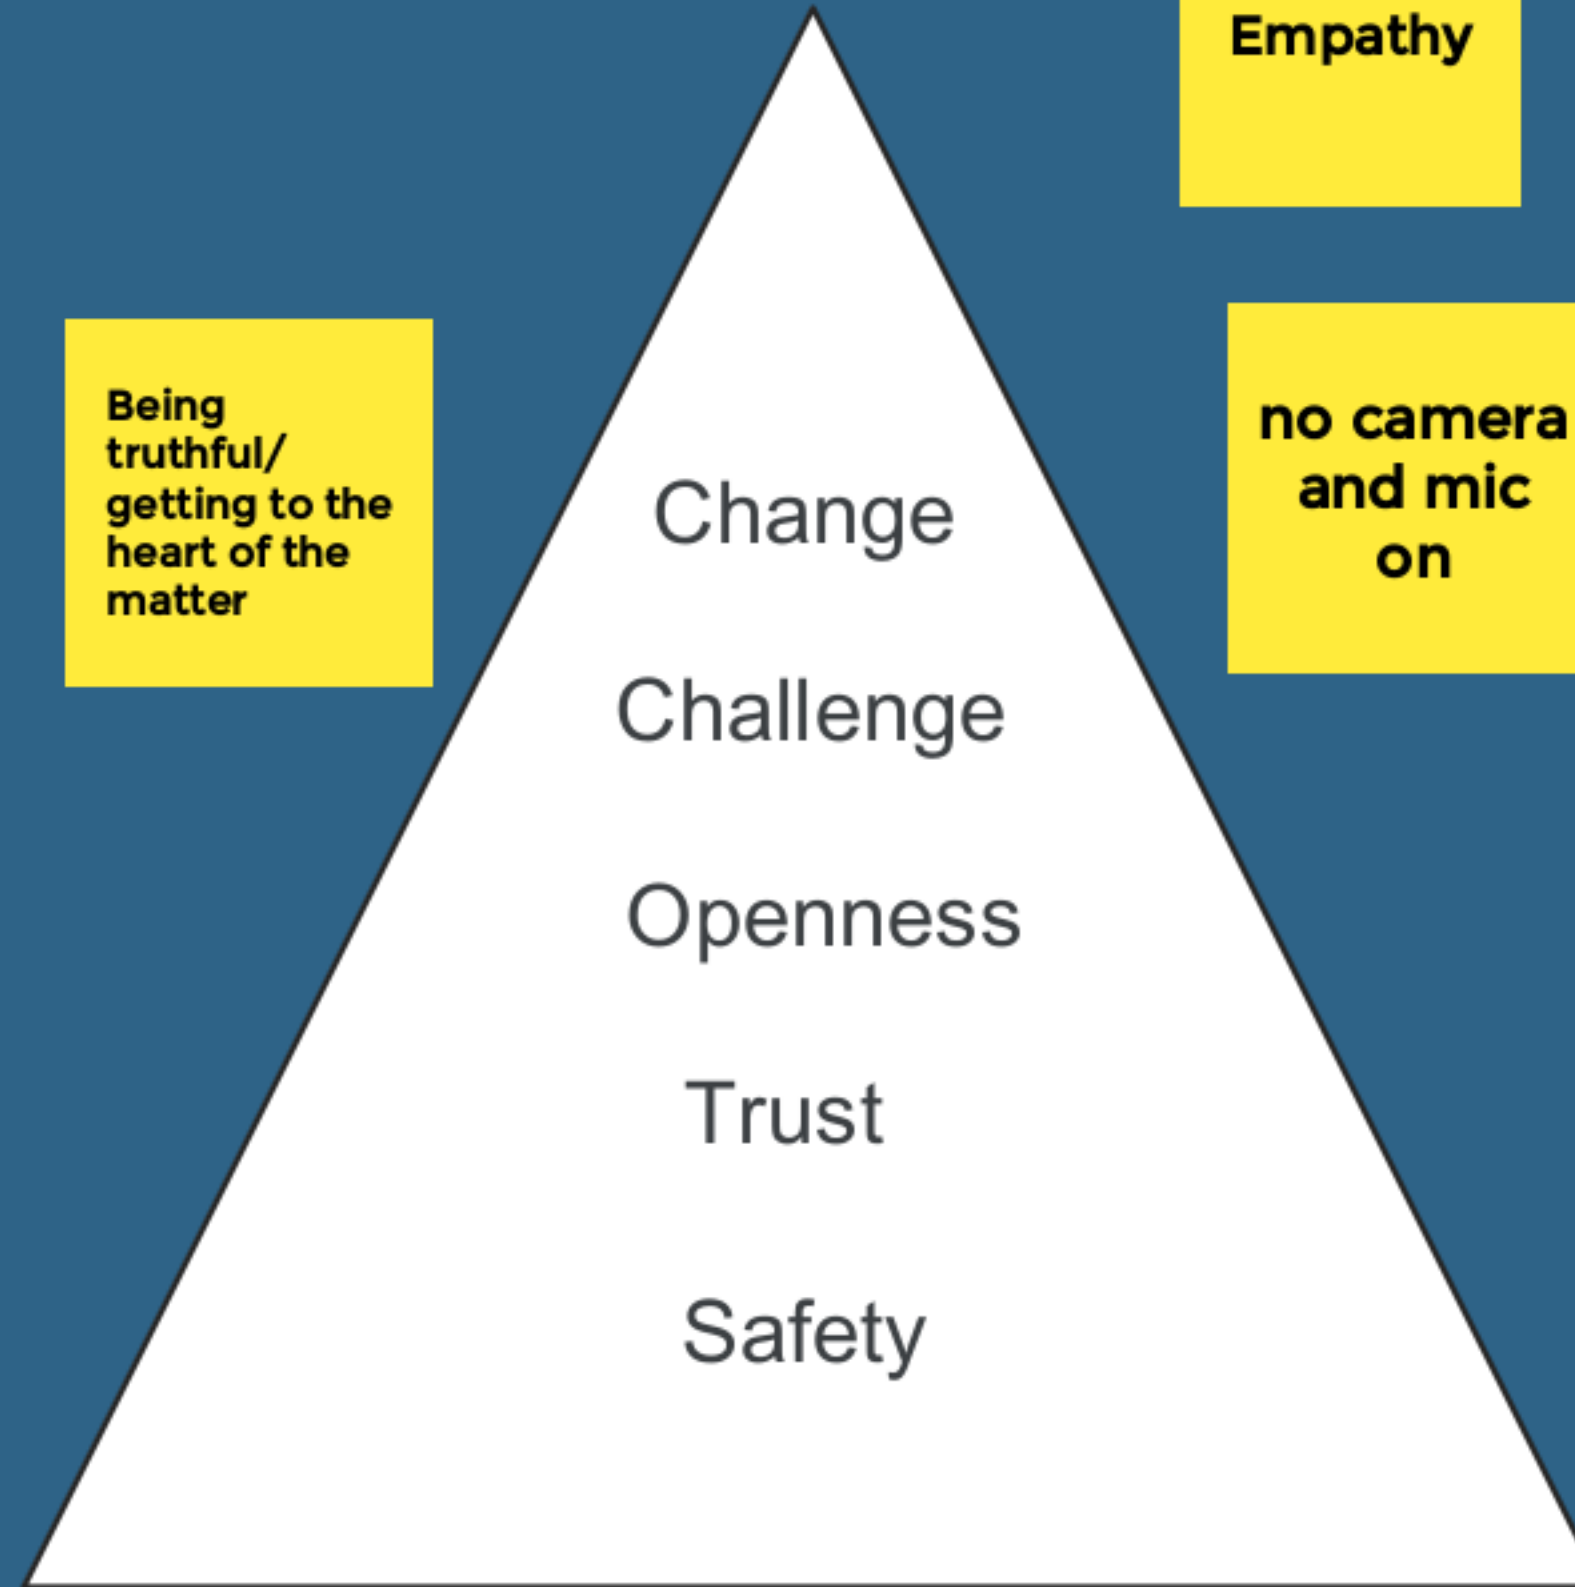 Empathy
Being
truthful/
getting to the
heart of the
matter
no camera
and mic
on
Change
Challenge
Openness
Trust
Safety